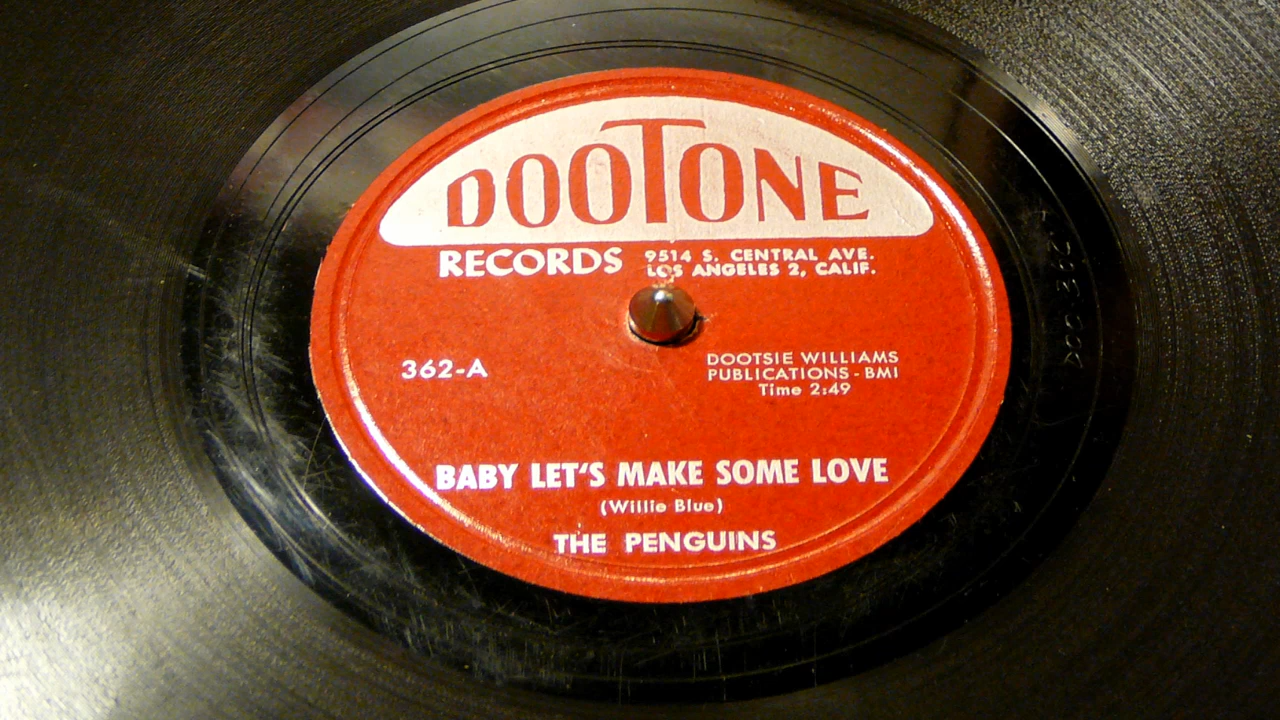 DOOTONE
RECORDS 9514 S. CENTRAL AVE.
LOS ANGELES 2, CALIF.
362-A
DOOTSIE WILLIAMS
PUBLICATIONS - BMI
Time 2:49
BABY LET'S MAKE SOME LOVE
(Willie Blue)
THE PENGUINS